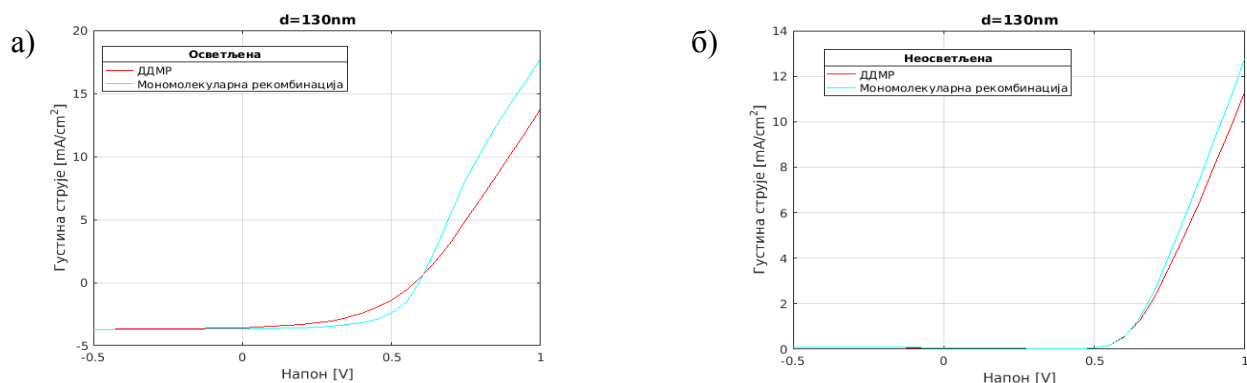 а)
d=130nm
Осветљена
ДДМР
Мономолекуларна рекомбинација
Густина струје [mA/cm²]
20
15
10
5
0
-5
-0.5
0
0.5
1
Напон [V]
б)
d=130nm
Неосветљена
ДДМР
Мономолекуларна рекомбинација
Густина струје [mA/cm²]
14
12
10
8
6
4
2
0
-0.5
0
0.5
1
Напон [V]